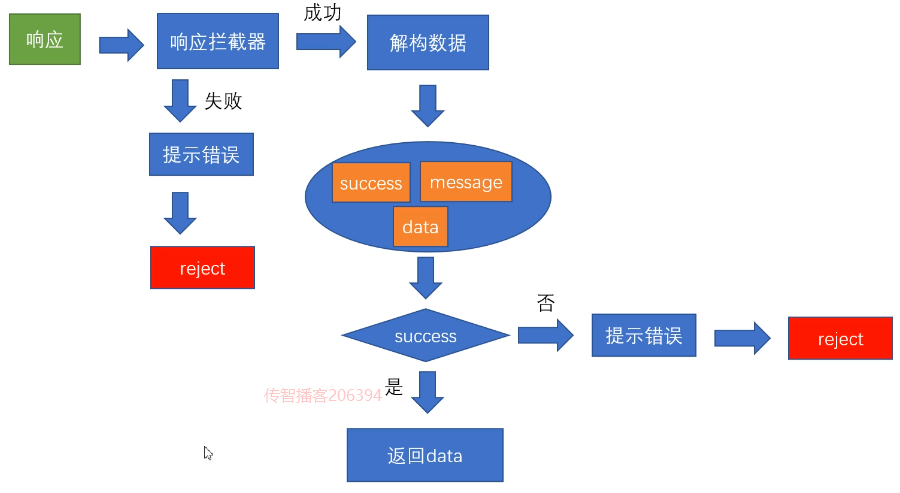 响应
响应拦截器
成功
解构数据
失败
提示错误
reject
success
message
data
success
否
提示错误
reject
是
传智播客206394
返回data